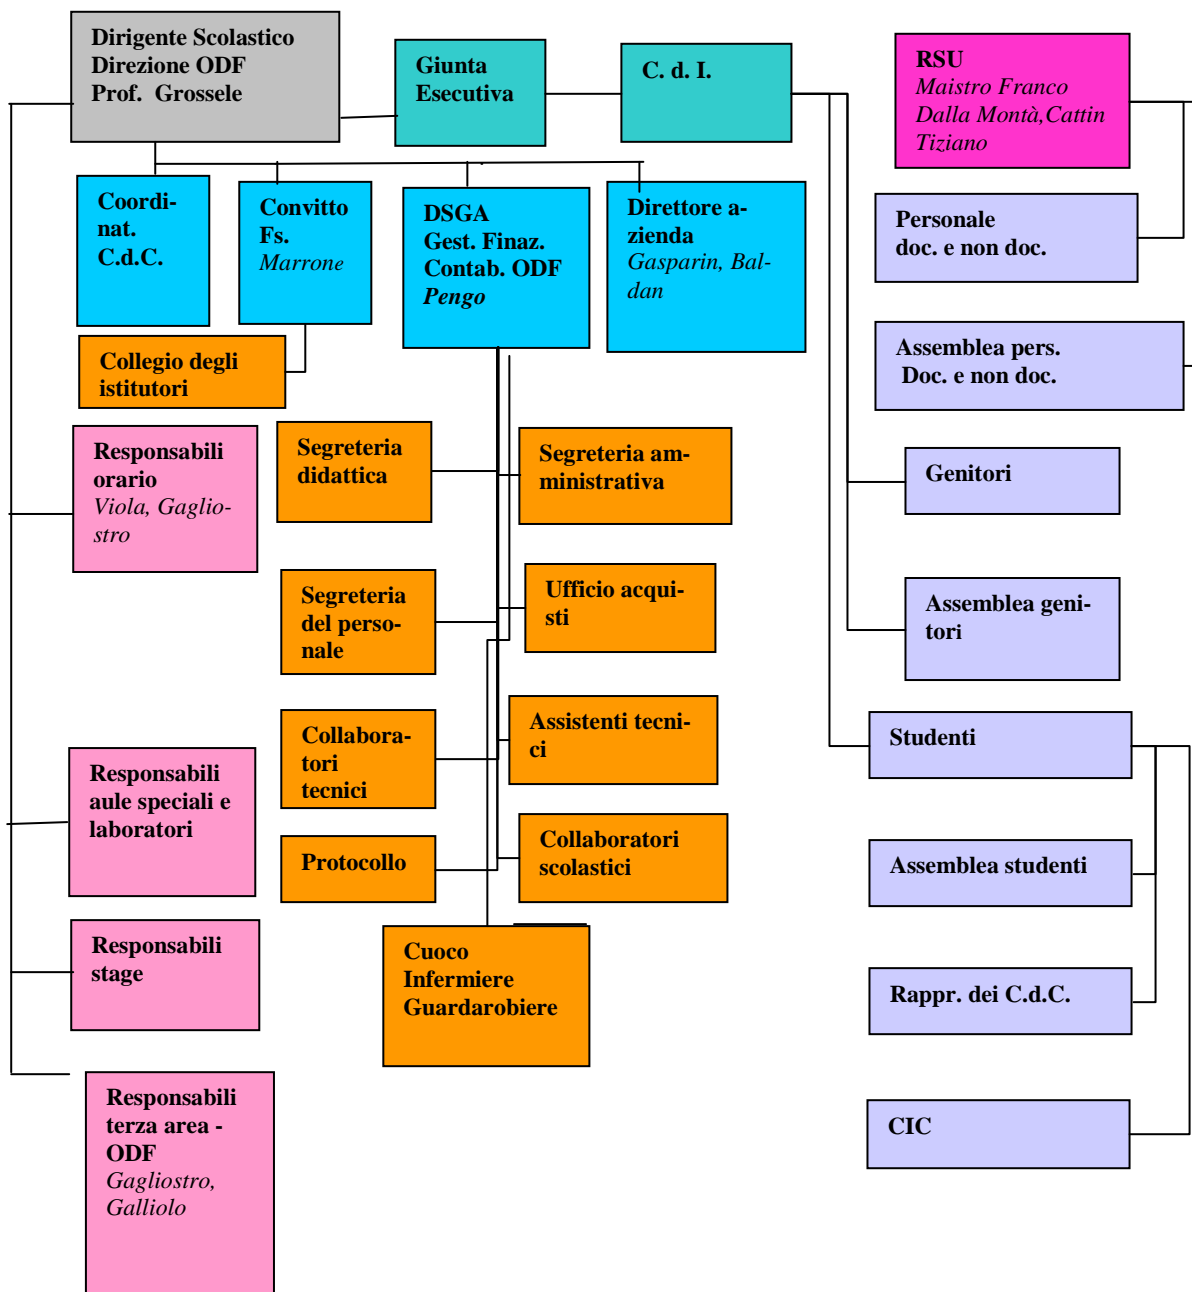 Dirigente Scolastico
Direzione ODF
Prof. Grossele
Giunta
Esecutiva
C. d. I.
RSU
Maistro Franco
Dalla Montà,Cattin
Tiziano
Coordi-
nat.
C.d.C.
Convitto
Fs.
Marrone
DSGA
Gest. Finaz.
Contab. ODF
Pengo
Direttore a-
zienda
Gasparin, Bal-
dan
Personale
doc. e non doc.
Collegio degli
istitutori
Assemblea pers.
Doc. e non doc.
Responsabili
orario
Viola, Gaglio-
stro
Segreteria
didattica
Segreteria am-
ministrativa
Genitori
Segreteria
del perso-
nale
Ufficio acqui-
sti
Assemblea geni-
tori
Collabora-
tori
tecnici
Assistenti tecni-
ci
Studenti
Responsabili
aule speciali e
laboratori
Protocollo
Collaboratori
scolastici
Assemblea studenti
Responsabili
stage
Cuoco
Infermiere
Guardarobiere
Rappr. dei C.d.C.
Responsabili
terza area -
ODF
Gagliostro,
Galliolo
CIC